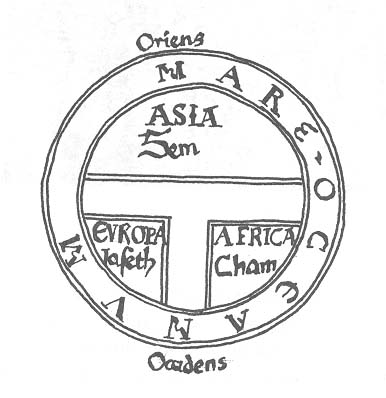 Oriens
MARE-OCEANVM
ASIA
Sem
EVROPA
Iafeth
AFRICA
Cham
Occidens